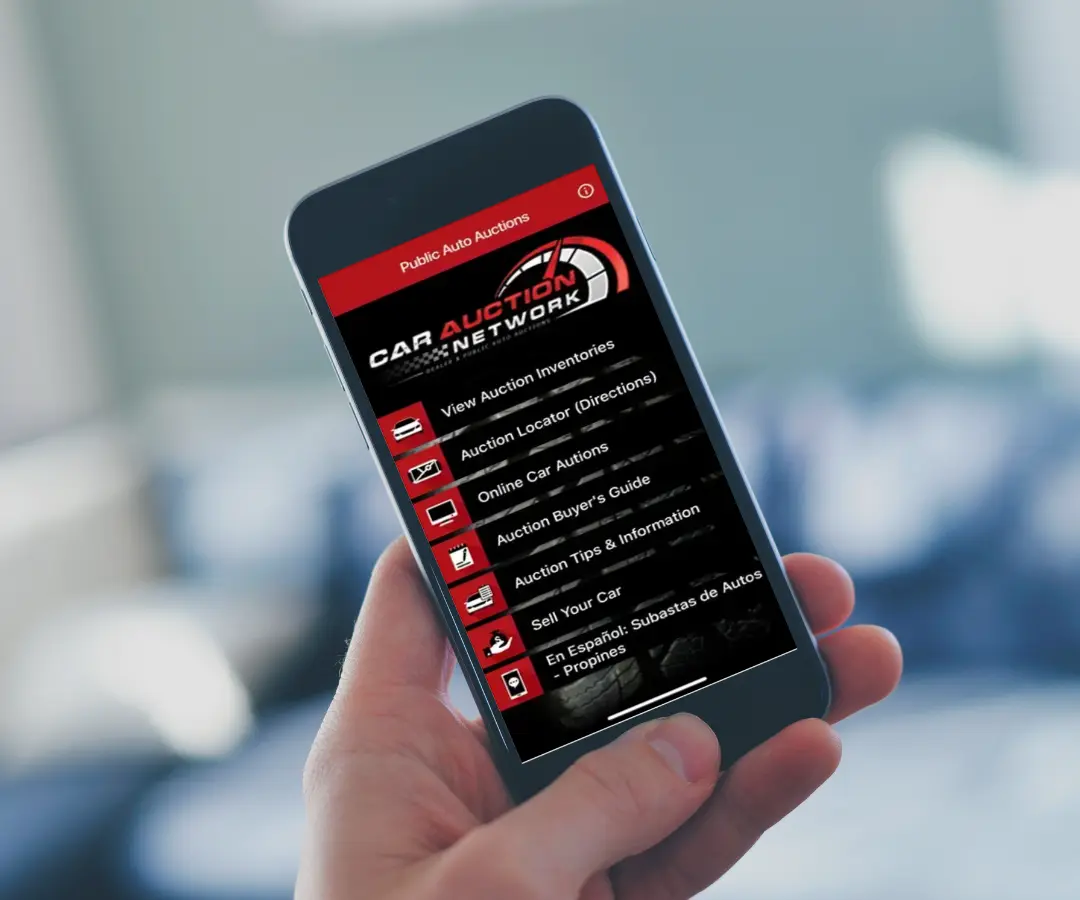 Public Auto Auctions
CAR AUCTION
NETWORK
DEALER & PUBLIC AUTO AUCTIONS
View Auction Inventories
Auction Locator (Directions)
Online Car Autions
Auction Buyer's Guide
Auction Tips & Information
Sell Your Car
En Español: Subastas de Autos
- Propines